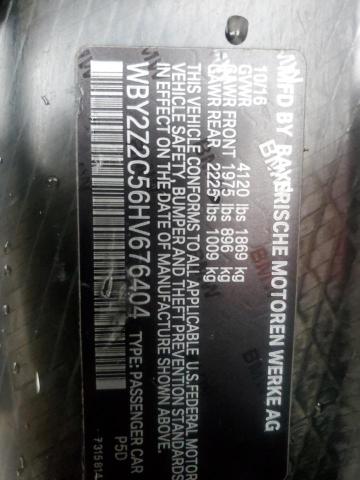 MFD BY BAYERISCHE MOTOREN WERKE AG
10/16
GVWR 4120 lbs 1869 kg
GAWR FRONT 1975 lbs 896 kg
GAWR REAR 2225 lbs 1009 kg
THIS VEHICLE CONFORMS TO ALL APPLICABLE U.S. FEDERAL MOTOR
VEHICLE SAFETY, BUMPER AND THEFT PREVENTION STANDARDS
IN EFFECT ON THE DATE OF MANUFACTURE SHOWN ABOVE.
WBY2Z2C56HV676404 TYPE: PASSENGER CAR
P5D
7315814